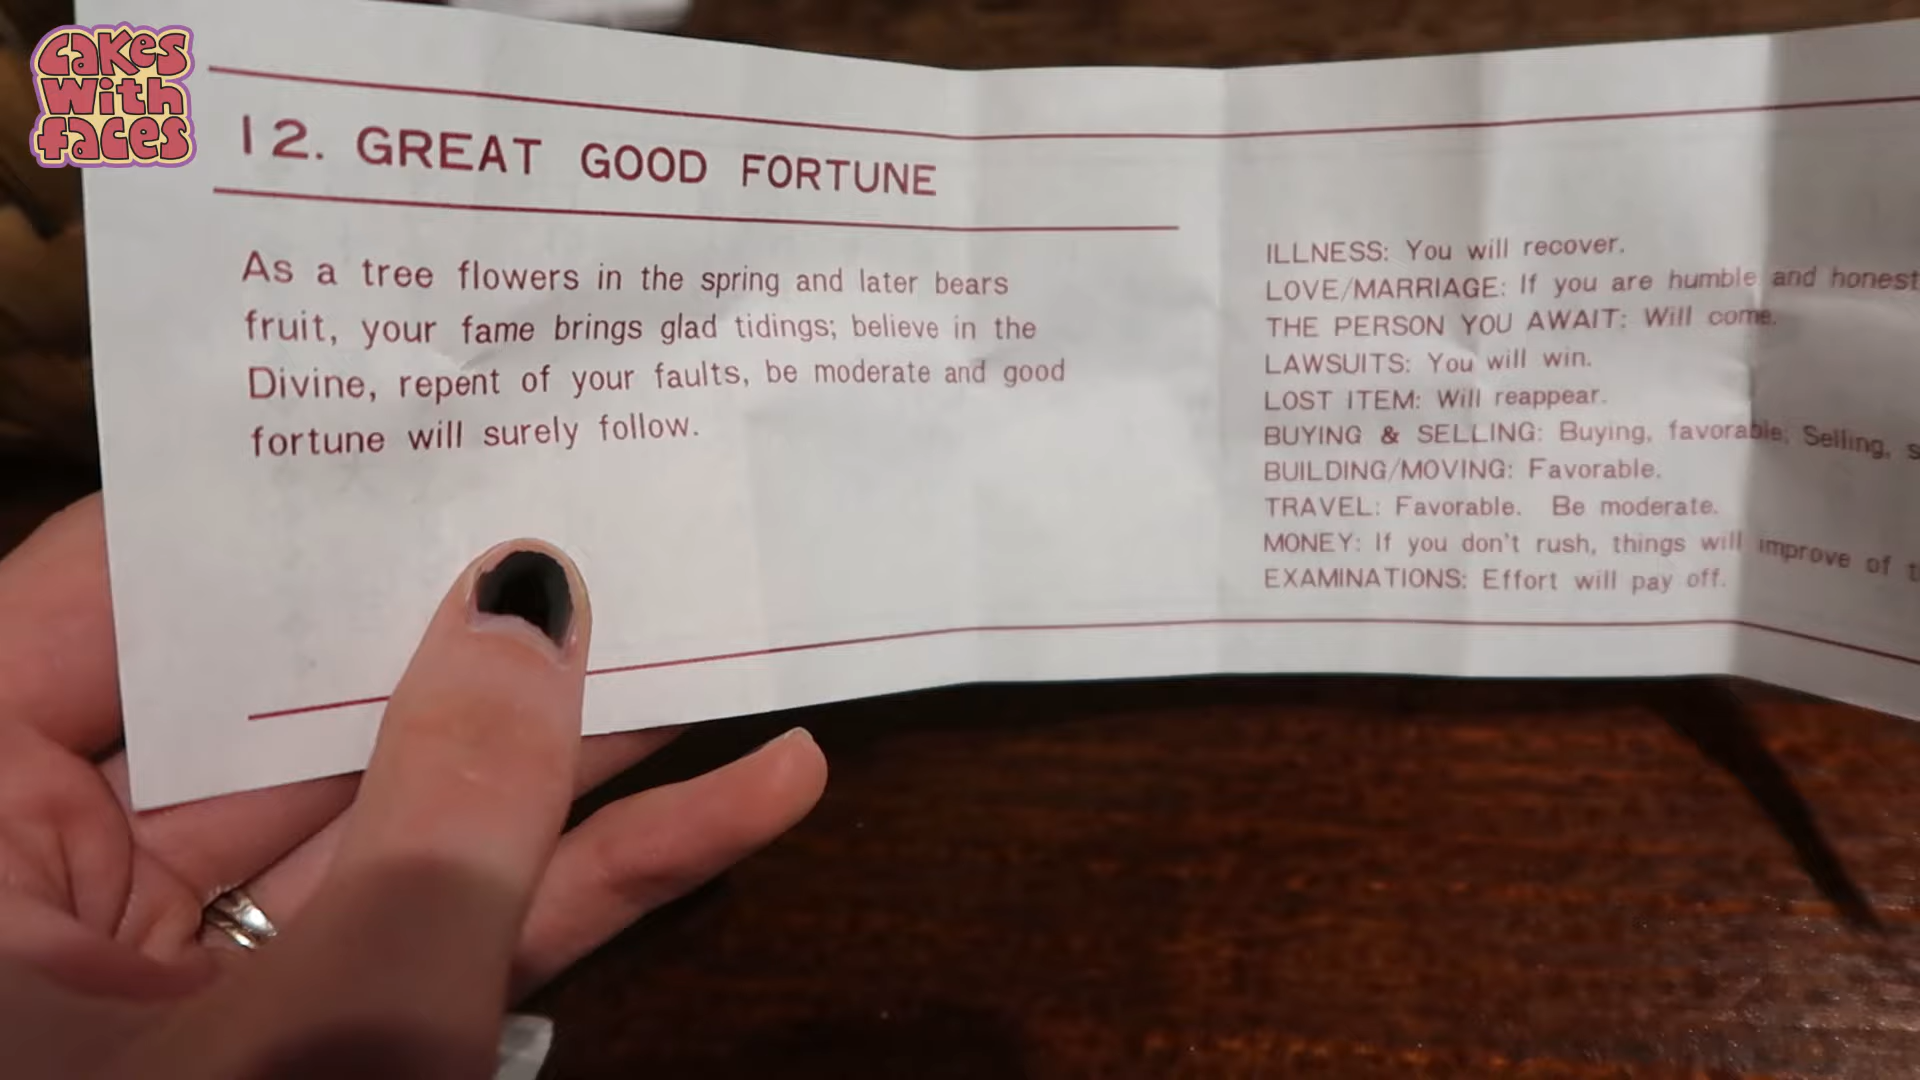 Cakes
With
faces
12. GREAT GOOD FORTUNE
As a tree flowers in the spring and later bears
fruit, your fame brings glad tidings; believe in the
Divine, repent of your faults, be moderate and good
fortune will surely follow.
ILLNESS: You will recover.
LOVE/MARRIAGE: If you are humble and honest
THE PERSON YOU AWAIT: Will come.
LAWSUITS: You will win.
LOST ITEM: Will reappear.
BUYING & SELLING: Buying, favorable; Selling,
BUILDING/MOVING: Favorable.
TRAVEL: Favorable. Be moderate.
MONEY: If you don't rush, things will improve of
EXAMINATIONS: Effort will pay off.